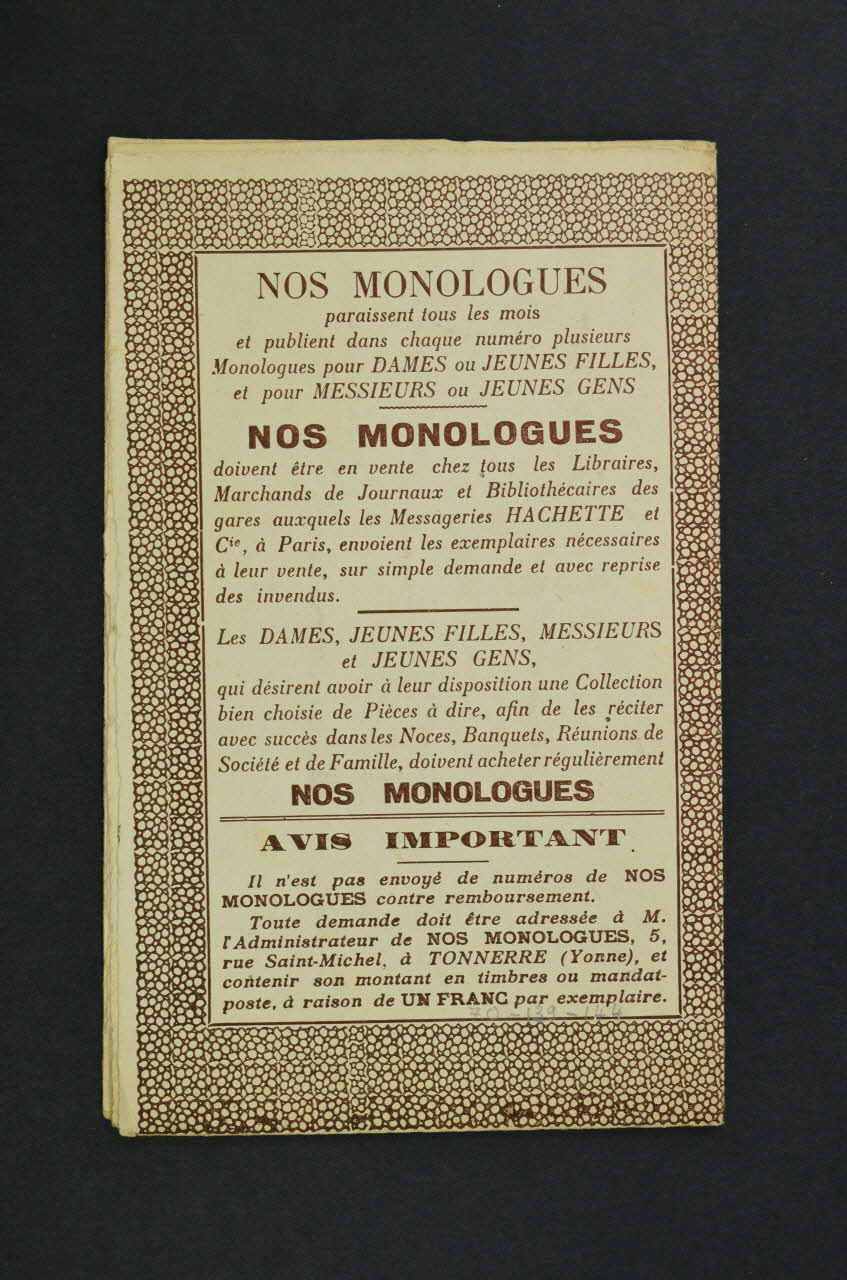 NOS MONOLOGUES
paraissent tous les mois
et publient dans chaque numéro plusieurs
Monologues pour DAMES ou JEUNES FILLES,
et pour MESSIEURS ou JEUNES GENS
NOS MONOLOGUES
doivent être en vente chez tous les Libraires,
Marchands de Journaux et Bibliothécaires des
gares auxquels les Messageries HACHETTE et
Cie, à Paris, envoient les exemplaires nécessaires
à leur vente, sur simple demande et avec reprise
des invendus.
Les DAMES, JEUNES FILLES, MESSIEURS
et JEUNES GENS,
qui désirent avoir à leur disposition une Collection
bien choisie de Pièces à dire, afin de les réciter
avec succès dans les Noces, Banquets, Réunions de
Société et de Famille, doivent acheter régulièrement
NOS MONOLOGUES
AVIS IMPORTANT
Il n'est pas envoyé de numéros de NOS
MONOLOGUES contre remboursement.
Toute demande doit être adressée à M.
l'Administrateur de NOS MONOLOGUES, 5,
rue Saint-Michel, à TONNERRE (Yonne), et
contenir son montant en timbres ou mandat-
poste, à raison de UN FRANC par exemplaire.
70-139-144